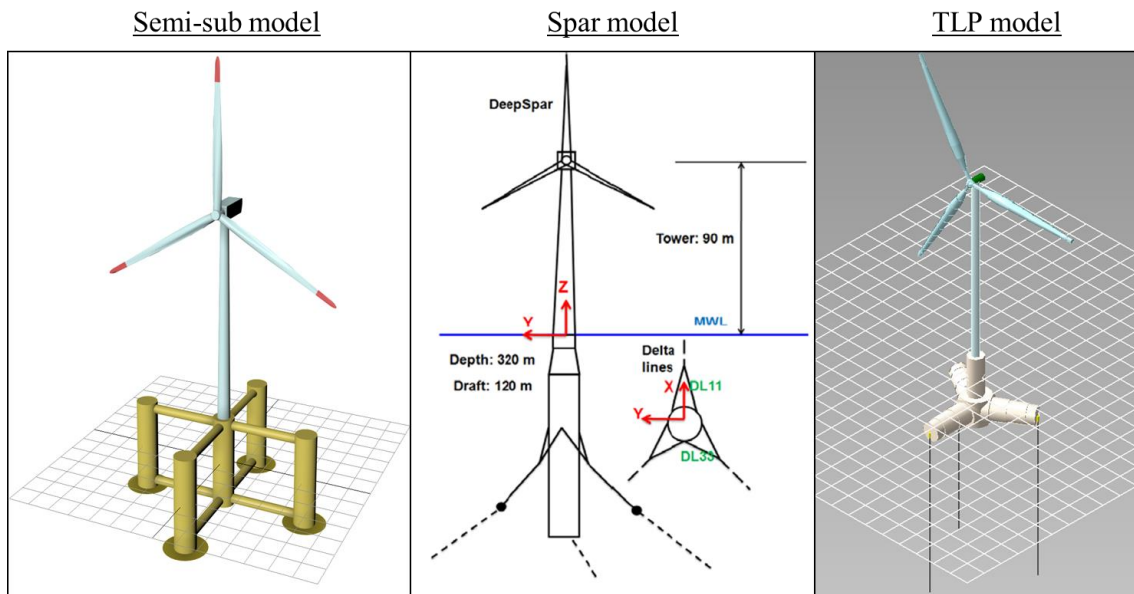 Semi-sub model
Spar model
TLP model
DeepSpar
Tower: 90 m
Z
Y
MWL
Depth: 320 m
Draft: 120 m
Delta
lines
X
DL11
Y
DL33